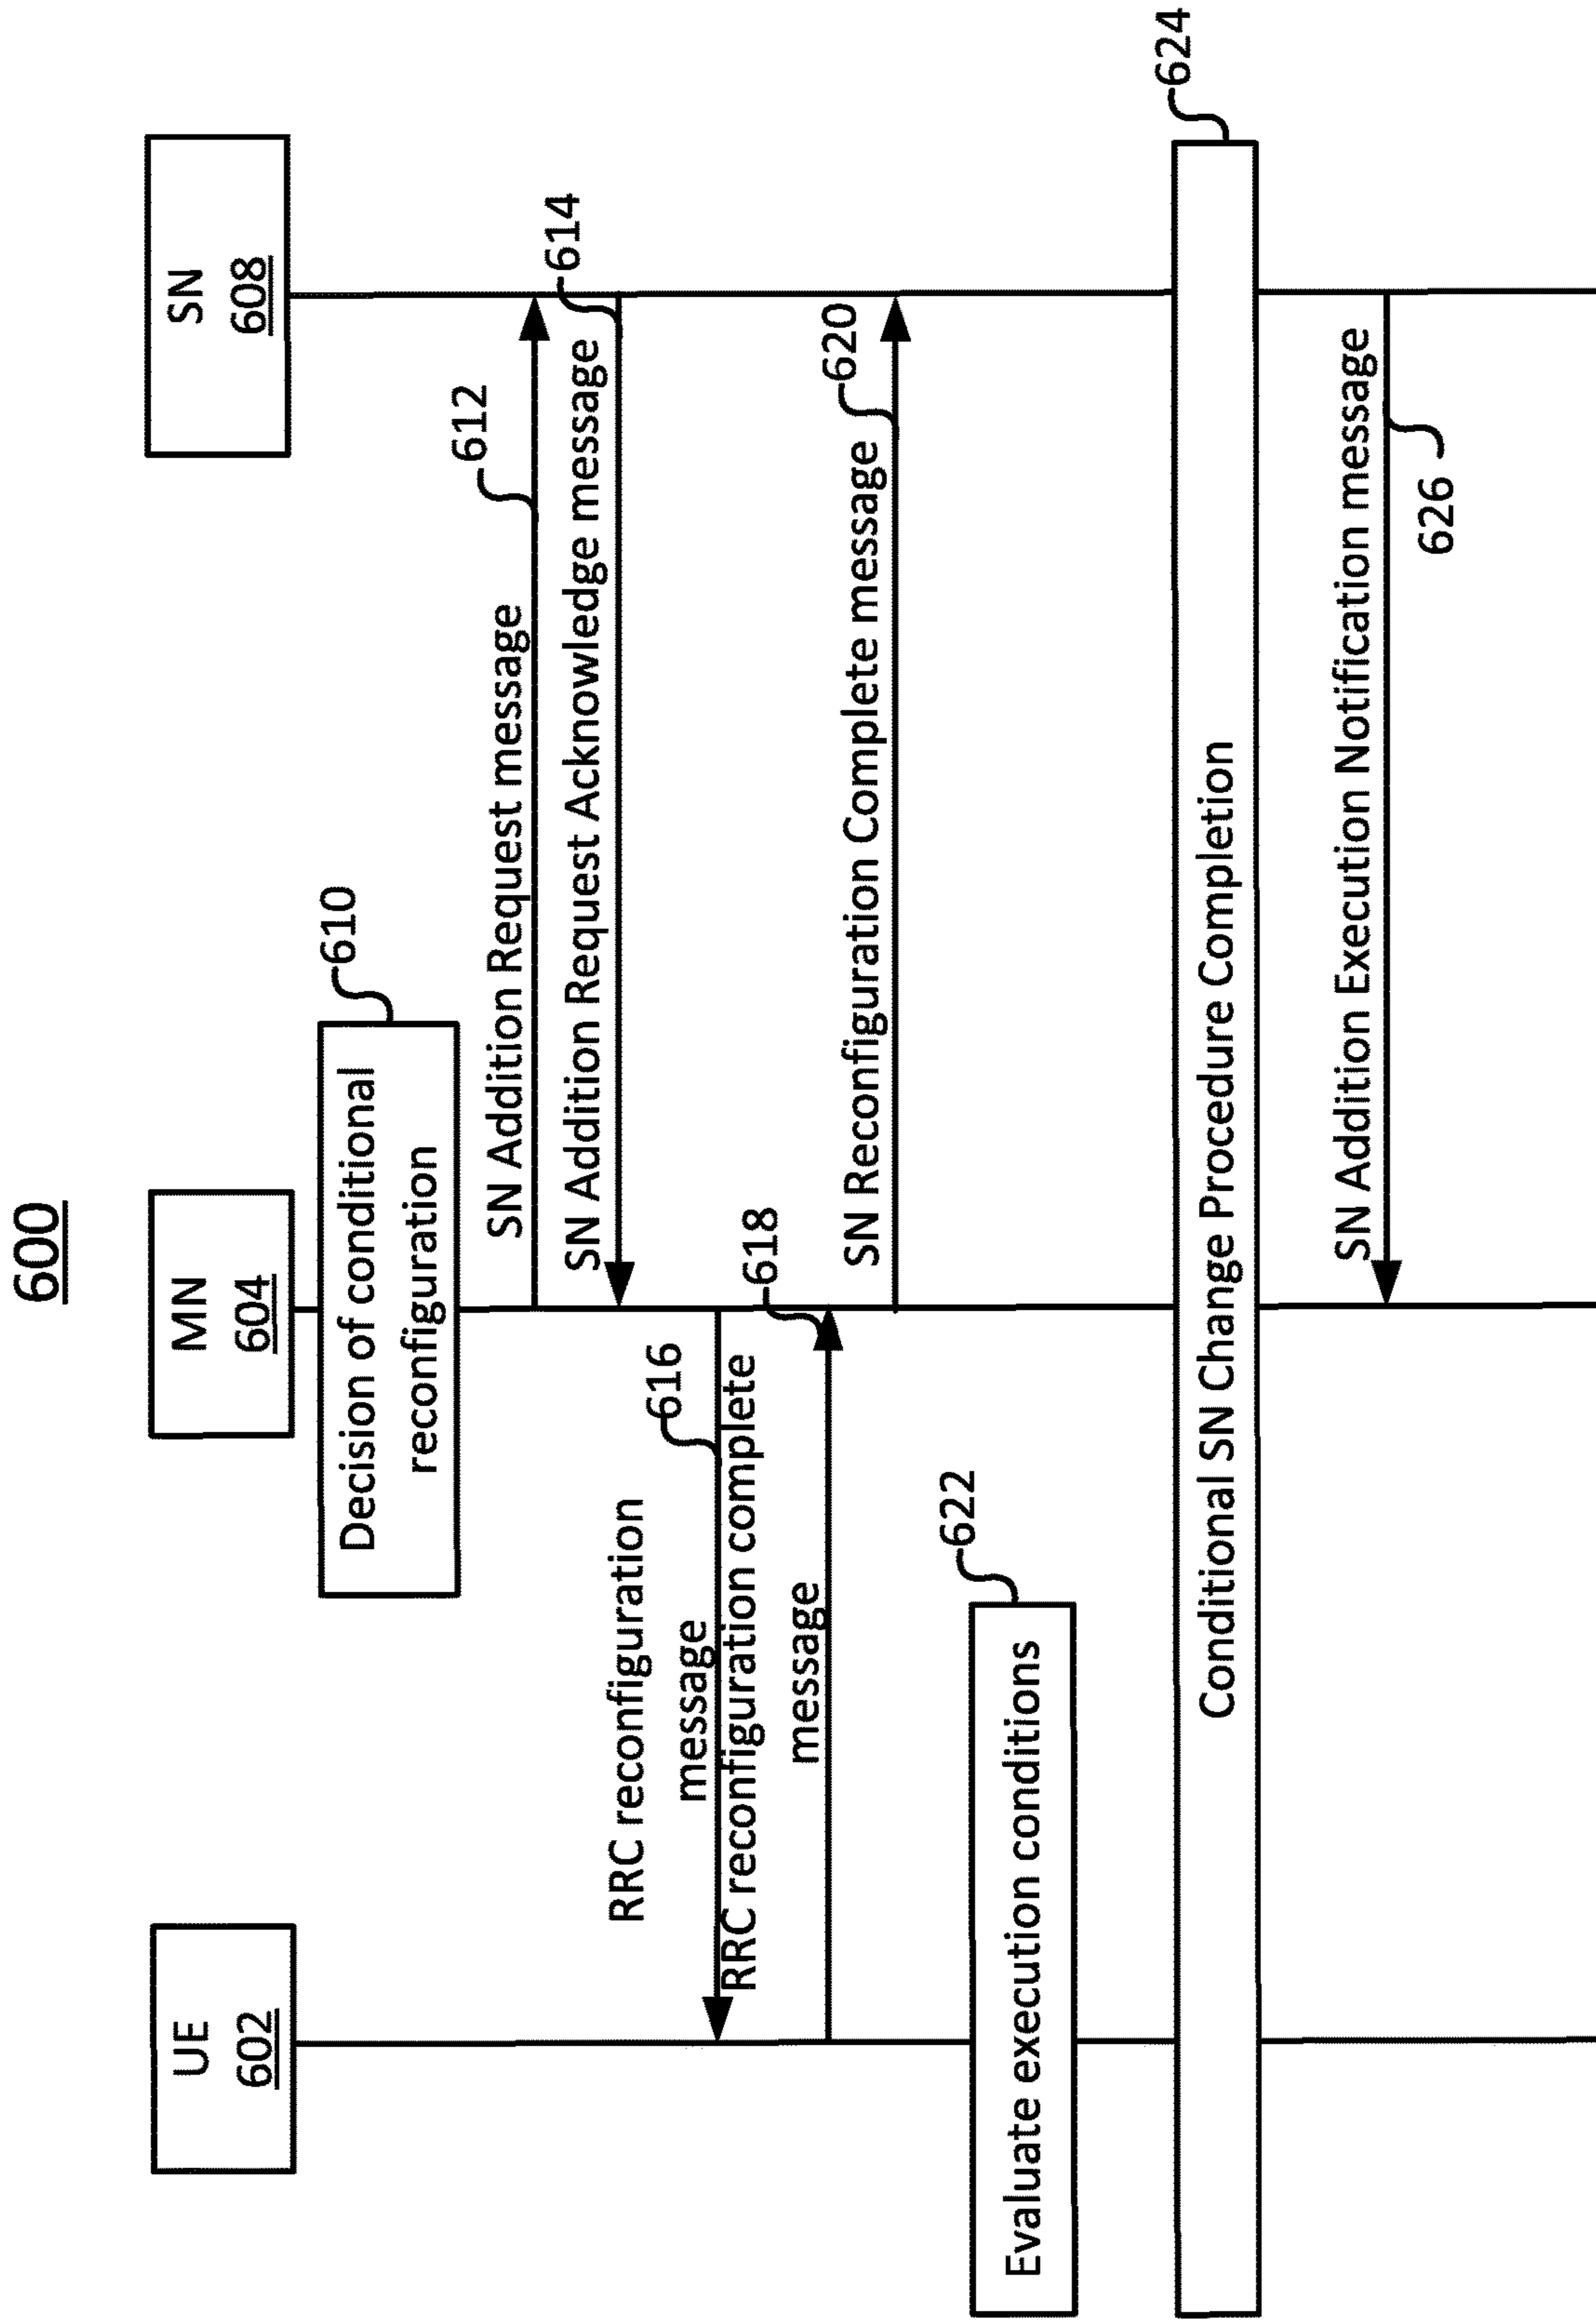 600
UE
602
MN
604
SN
608
Decision of conditional
reconfiguration
610
SN Addition Request message
612
SN Addition Request Acknowledge message
614
RRC reconfiguration
message
616
RRC reconfiguration complete
message
618
SN Reconfiguration Complete message
620
Evaluate execution conditions
622
Conditional SN Change Procedure Completion
624
SN Addition Execution Notification message
626